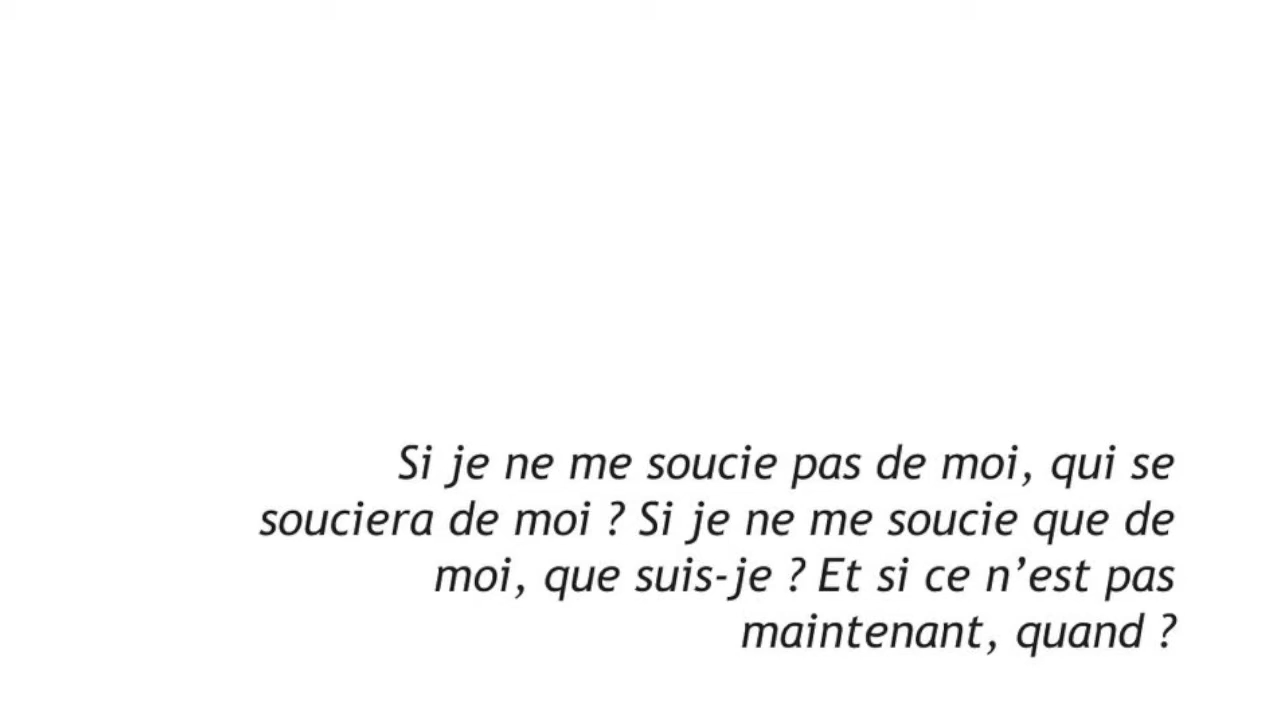 Si je ne me soucie pas de moi, qui se
souciera de moi ? Si je ne me soucie que de
moi, que suis-je ? Et si ce n’est pas
maintenant, quand ?